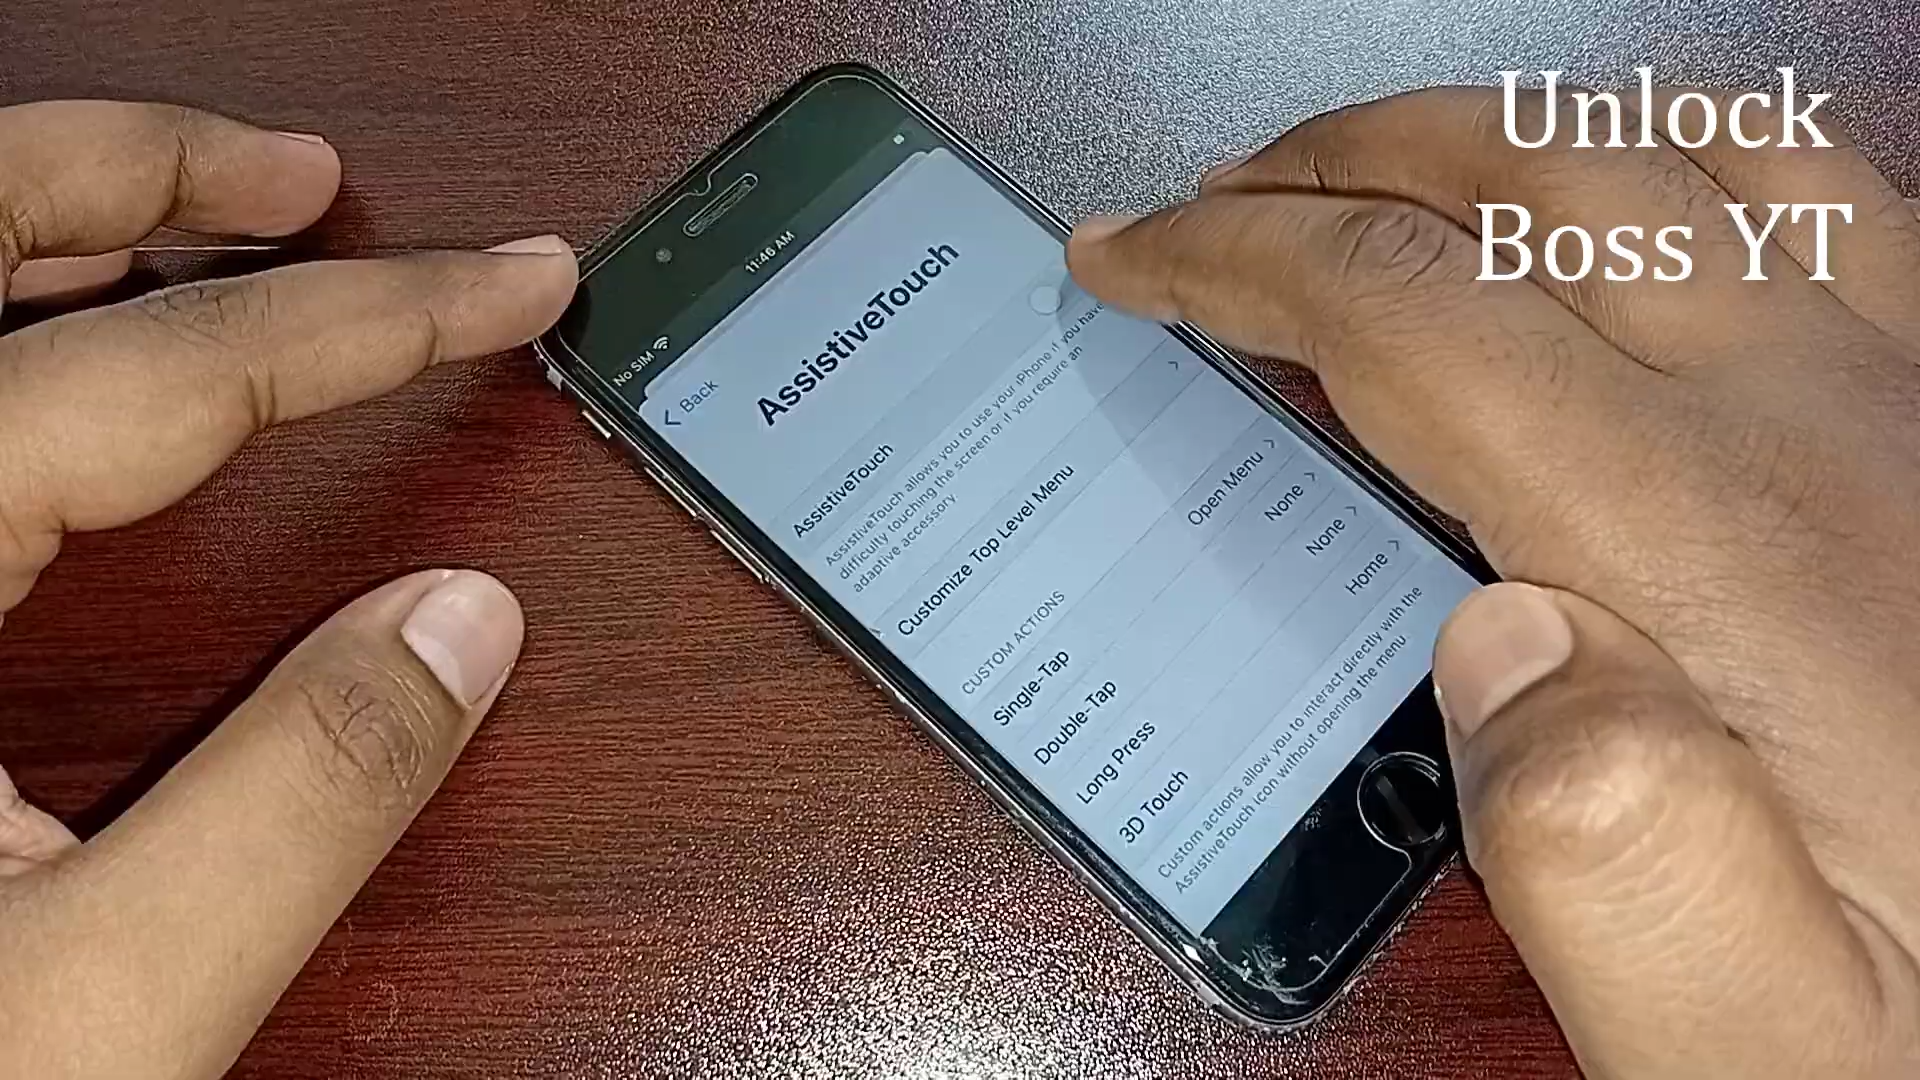 Unlock
Boss YT
No SIM
11:46 AM
Back
AssistiveTouch
AssistiveTouch
AssistiveTouch allows you to use your iPhone if you have
difficulty touching the screen or if you require an
adaptive accessory
Customize Top Level Menu
CUSTOM ACTIONS
Single-Tap Open Menu
Double-Tap None
Long Press None
3D Touch Home
Custom actions allow you to interact directly with the
AssistiveTouch icon without opening the menu